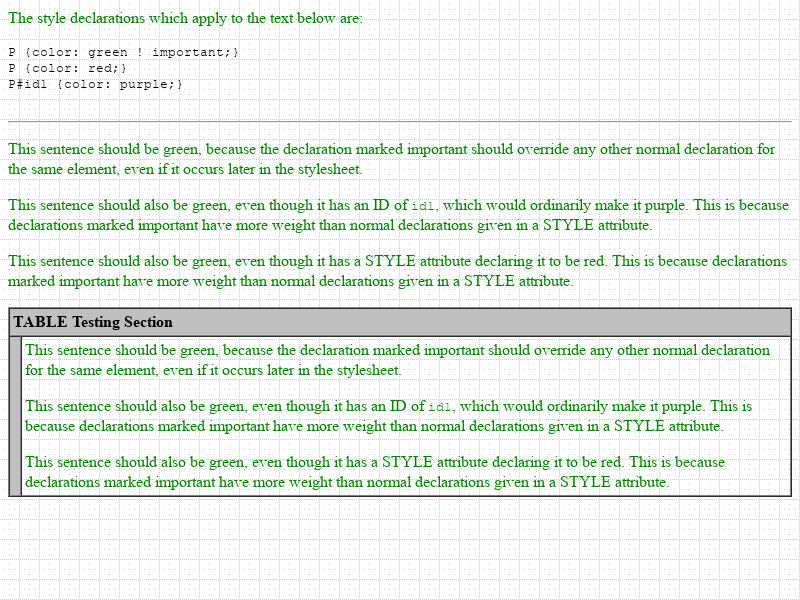 The style declarations which apply to the text below are:
P {color: green ! important;}
P {color: red;}
P#id1 {color: purple;}
This sentence should be green, because the declaration marked important should override any other normal declaration for
the same element, even if it occurs later in the stylesheet.
This sentence should also be green, even though it has an ID of id1, which would ordinarily make it purple. This is because
declarations marked important have more weight than normal declarations given in a STYLE attribute.
This sentence should also be green, even though it has a STYLE attribute declaring it to be red. This is because declarations
marked important have more weight than normal declarations given in a STYLE attribute.
TABLE Testing Section
This sentence should be green, because the declaration marked important should override any other normal declaration
for the same element, even if it occurs later in the stylesheet.
This sentence should also be green, even though it has an ID of id1, which would ordinarily make it purple. This is
because declarations marked important have more weight than normal declarations given in a STYLE attribute.
This sentence should also be green, even though it has a STYLE attribute declaring it to be red. This is because
declarations marked important have more weight than normal declarations given in a STYLE attribute.